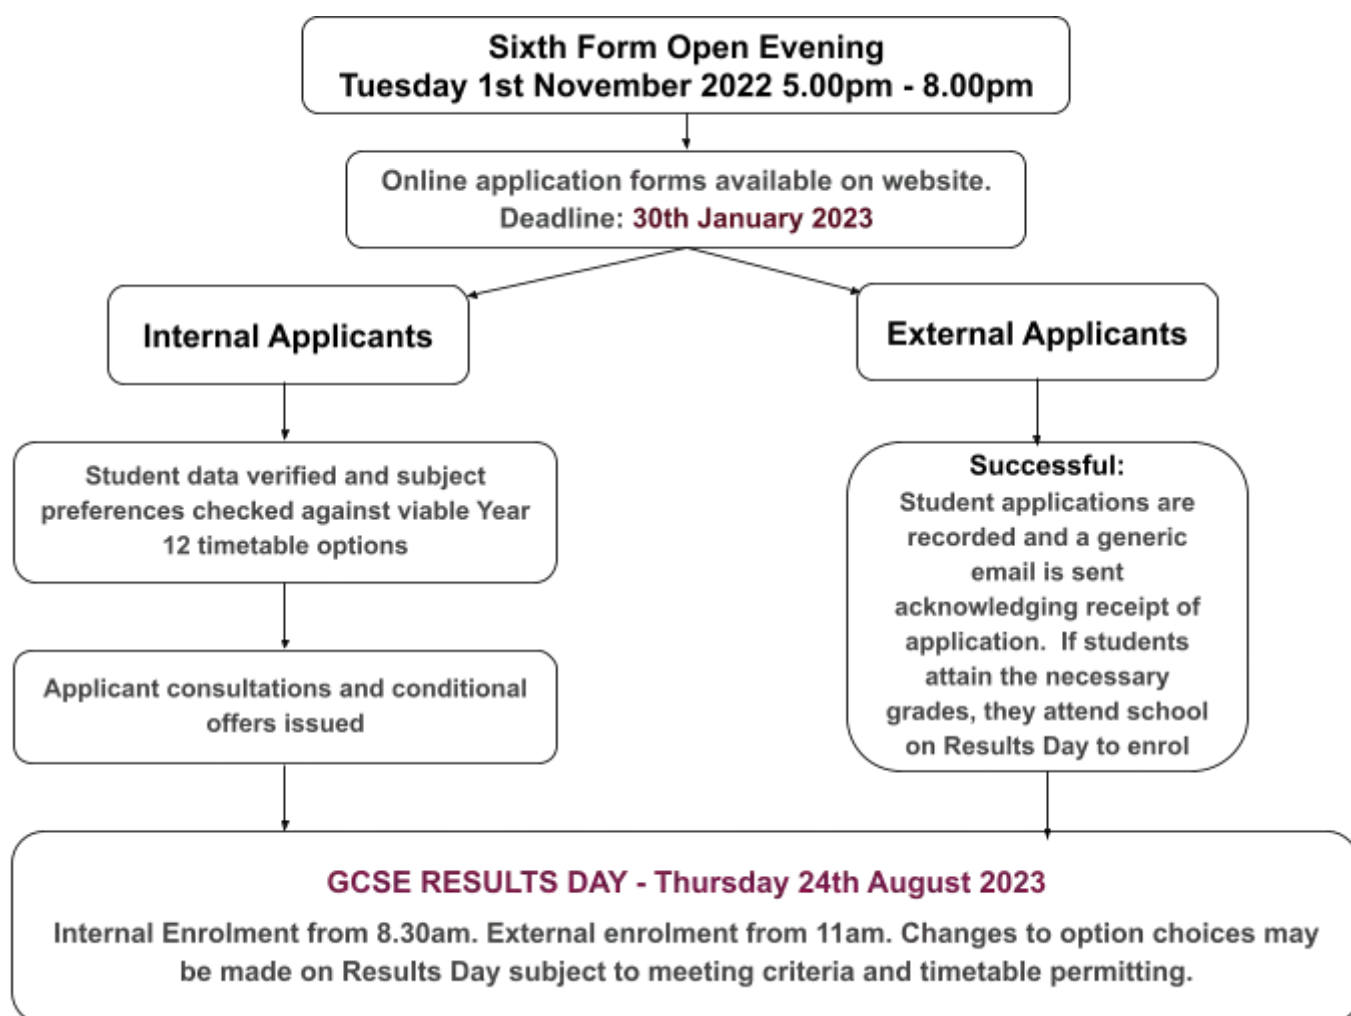 Sixth Form Open Evening
Tuesday 1st November 2022 5.00pm - 8.00pm
Online application forms available on website.
Deadline: 30th January 2023
Internal Applicants
Student data verified and subject
preferences checked against viable Year
12 timetable options
Applicant consultations and conditional
offers issued
External Applicants
Successful:
Student applications are
recorded and a generic
email is sent
acknowledging receipt of
application.  If students
attain the necessary
grades, they attend school
on Results Day to enrol
GCSE RESULTS DAY - Thursday 24th August 2023
Internal Enrolment from 8.30am. External enrolment from 11am. Changes to option choices may
be made on Results Day subject to meeting criteria and timetable permitting.